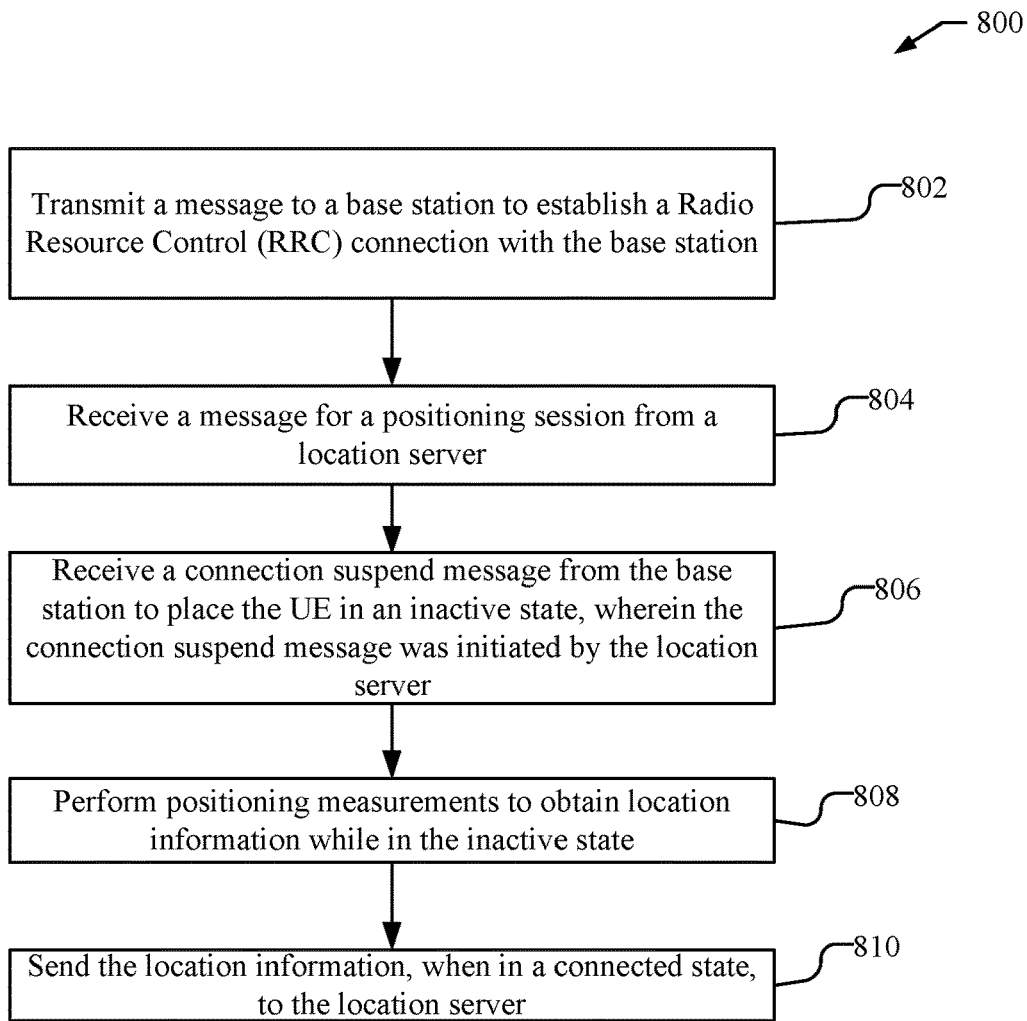 800
Transmit a message to a base station to establish a Radio
Resource Control (RRC) connection with the base station
802
Receive a message for a positioning session from a
location server
804
Receive a connection suspend message from the base
station to place the UE in an inactive state, wherein the
connection suspend message was initiated by the location
server
806
Perform positioning measurements to obtain location
information while in the inactive state
808
Send the location information, when in a connected state,
to the location server
810